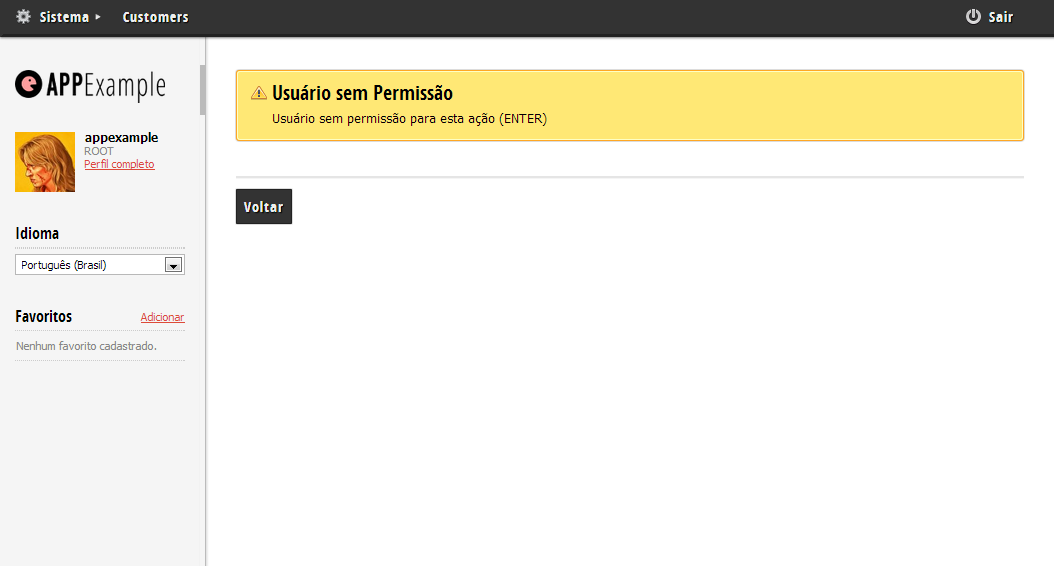 Sistema
Customers
Sair
APPExample
appexample
ROOT
Perfil completo
Idioma
Português (Brasil)
Favoritos
Adicionar
Nenhum favorito cadastrado.
Usuário sem Permissão
Usuário sem permissão para esta ação (ENTER)
Voltar